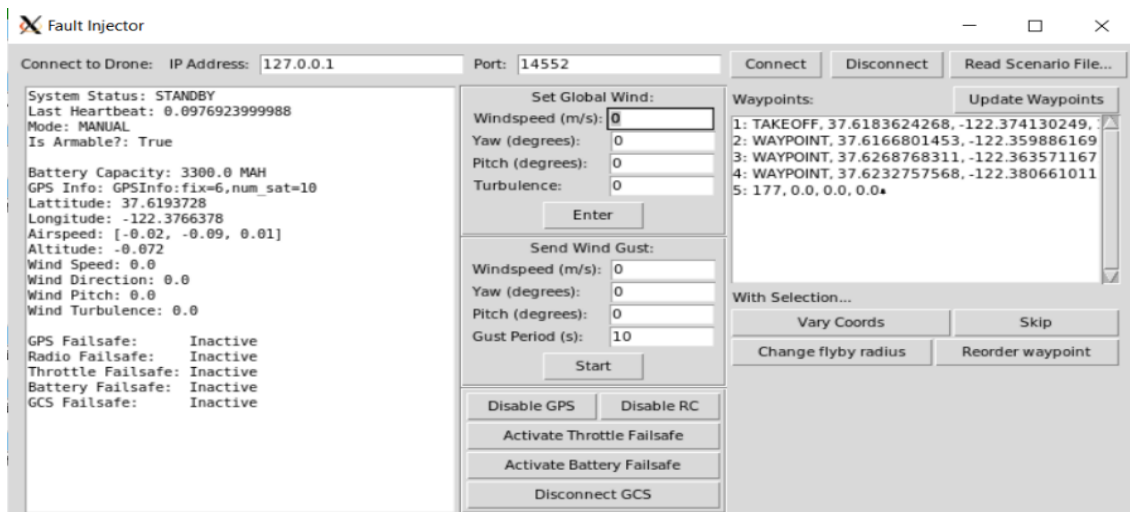 Fault Injector
Connect to Drone: IP Address: 127.0.0.1 Port: 14552 Connect Disconnect Read Scenario File...
System Status: STANDBY
Last Heartbeat: 0.0976923999988
Mode: MANUAL
Is Armable?: True
Battery Capacity: 3300.0 MAH
GPS Info: GPSInfo:fix=6,num_sat=10
Lattitude: 37.6193728
Longitude: -122.3766378
Airspeed: [-0.02, -0.09, 0.01]
Altitude: -0.072
Wind Speed: 0.0
Wind Direction: 0.0
Wind Pitch: 0.0
Wind Turbulence: 0.0
GPS Failsafe: Inactive
Radio Failsafe: Inactive
Throttle Failsafe: Inactive
Battery Failsafe: Inactive
GCS Failsafe: Inactive
Set Global Wind:
Windspeed (m/s): 0
Yaw (degrees): 0
Pitch (degrees): 0
Turbulence: 0
Enter
Send Wind Gust:
Windspeed (m/s): 0
Yaw (degrees): 0
Pitch (degrees): 0
Gust Period (s): 10
Start
Disable GPS Disable RC
Activate Throttle Failsafe
Activate Battery Failsafe
Disconnect GCS
Waypoints: Update Waypoints
1: TAKEOFF, 37.6183624268, -122.374130249,
2: WAYPOINT, 37.6166801453, -122.359886169
3: WAYPOINT, 37.6268768311, -122.363571167
4: WAYPOINT, 37.6232757568, -122.380661011
5: 177, 0.0, 0.0, 0.0
With Selection...
Vary Coords Skip
Change flyby radius Reorder waypoint